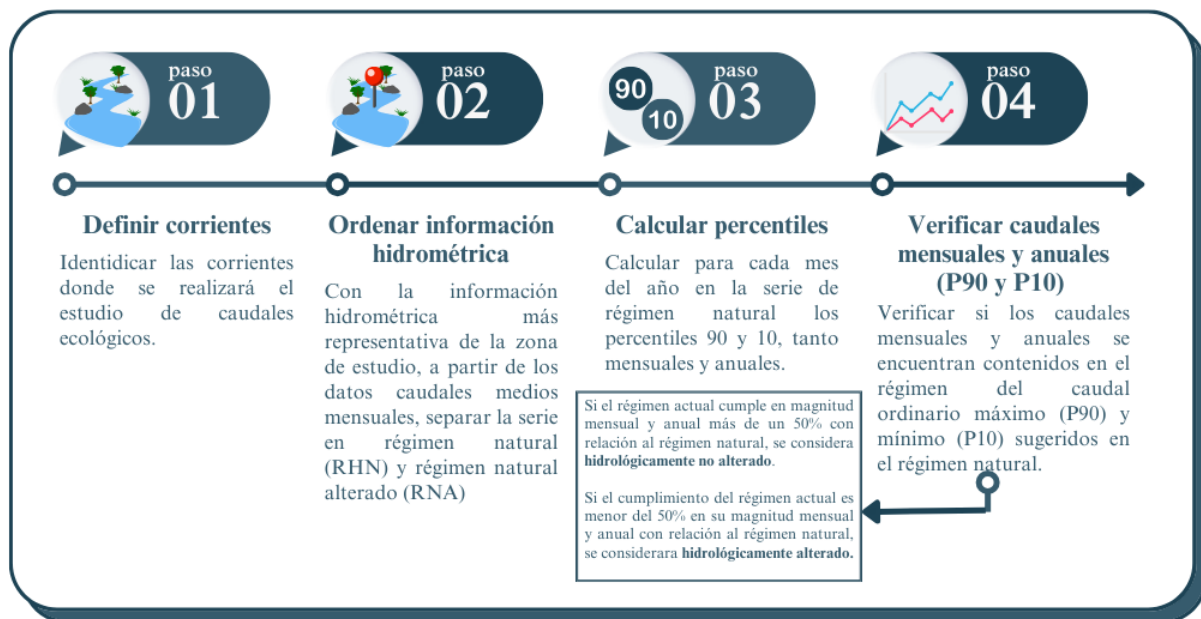 paso
01
Definir corrientes
Identidicar las corrientes
donde se realizará el
estudio de caudales
ecológicos.
paso
02
Ordenar información
hidrométrica
Con la información
hidrométrica más
representativa de la zona
de estudio, a partir de los
datos caudales medios
mensuales, separar la serie
en régimen natural
(RHN) y régimen natural
alterado (RNA)
90
10
paso
03
Calcular percentiles
Calcular para cada mes
del año en la serie de
régimen natural los
percentiles 90 y 10, tanto
mensuales y anuales.
paso
04
Verificar caudales
mensuales y anuales
(P90 y P10)
Verificar si los caudales
mensuales y anuales se
encuentran contenidos en el
régimen del caudal
ordinario máximo (P90) y
mínimo (P10) sugeridos en
el régimen natural.
Si el régimen actual cumple en magnitud
mensual y anual más de un 50% con
relación al régimen natural, se considera
hidrológicamente no alterado.
Si el cumplimiento del régimen actual es
menor del 50% en su magnitud mensual
y anual con relación al régimen natural,
se considerara hidrológicamente alterado.